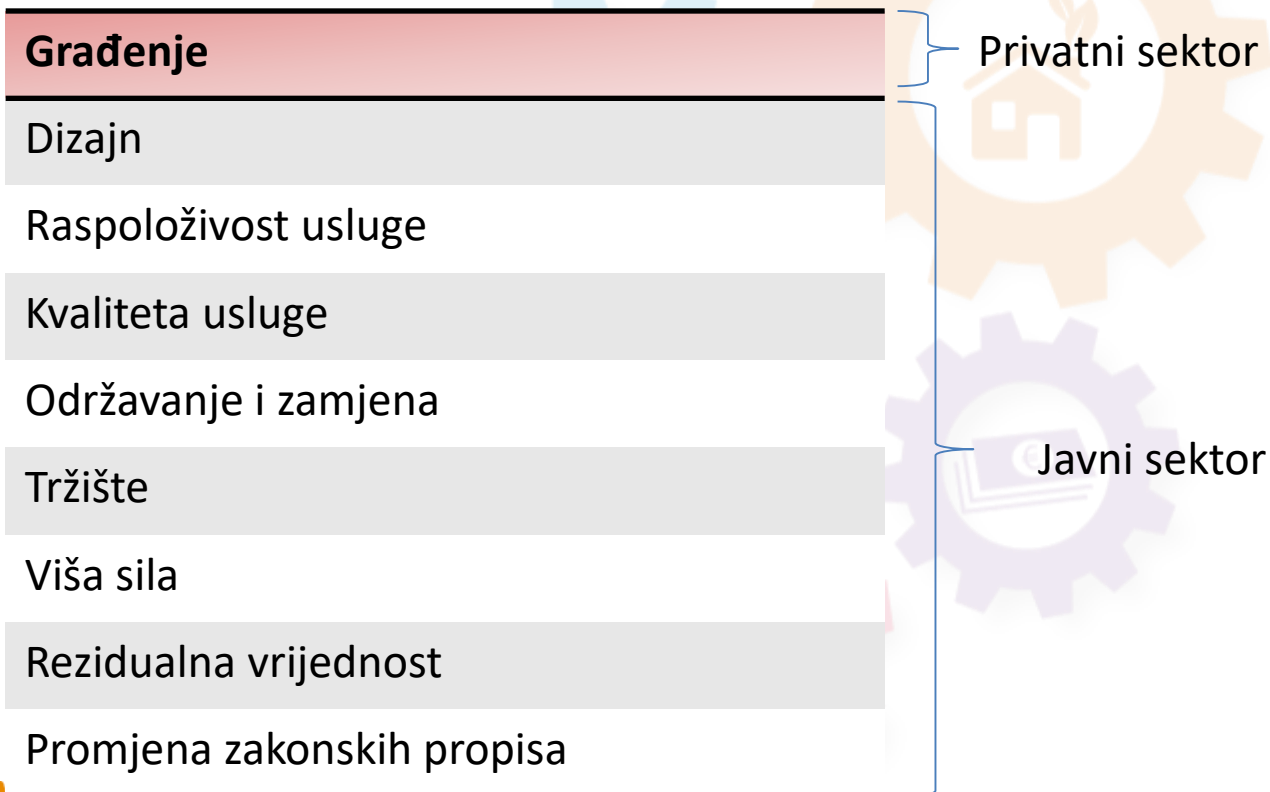 Građenje
Privatni sektor
Dizajn
Raspoloživost usluge
Kvaliteta usluge
Održavanje i zamjena
Javni sektor
Tržište
Viša sila
Rezidualna vrijednost
Promjena zakonskih propisa